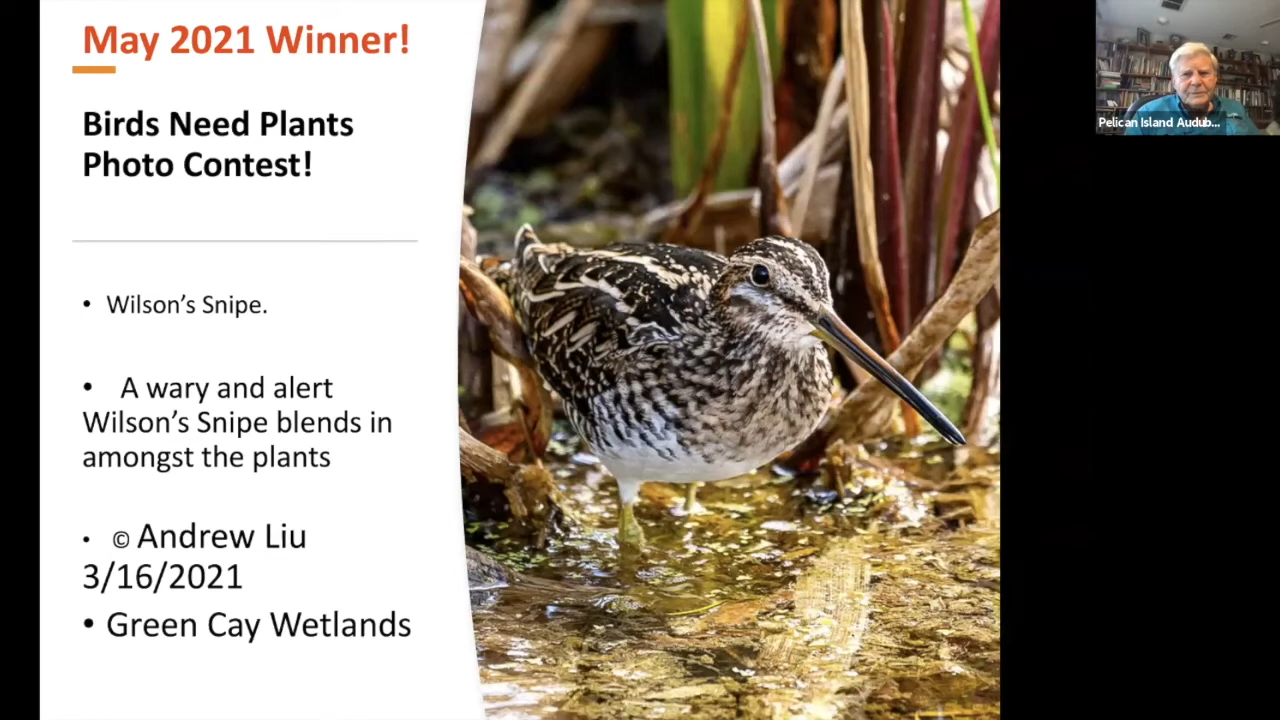 May 2021 Winner!
Birds Need Plants
Photo Contest!
• Wilson’s Snipe.
• A wary and alert
Wilson’s Snipe blends in
amongst the plants
• © Andrew Liu
3/16/2021
• Green Cay Wetlands
Pelican Island Audub...